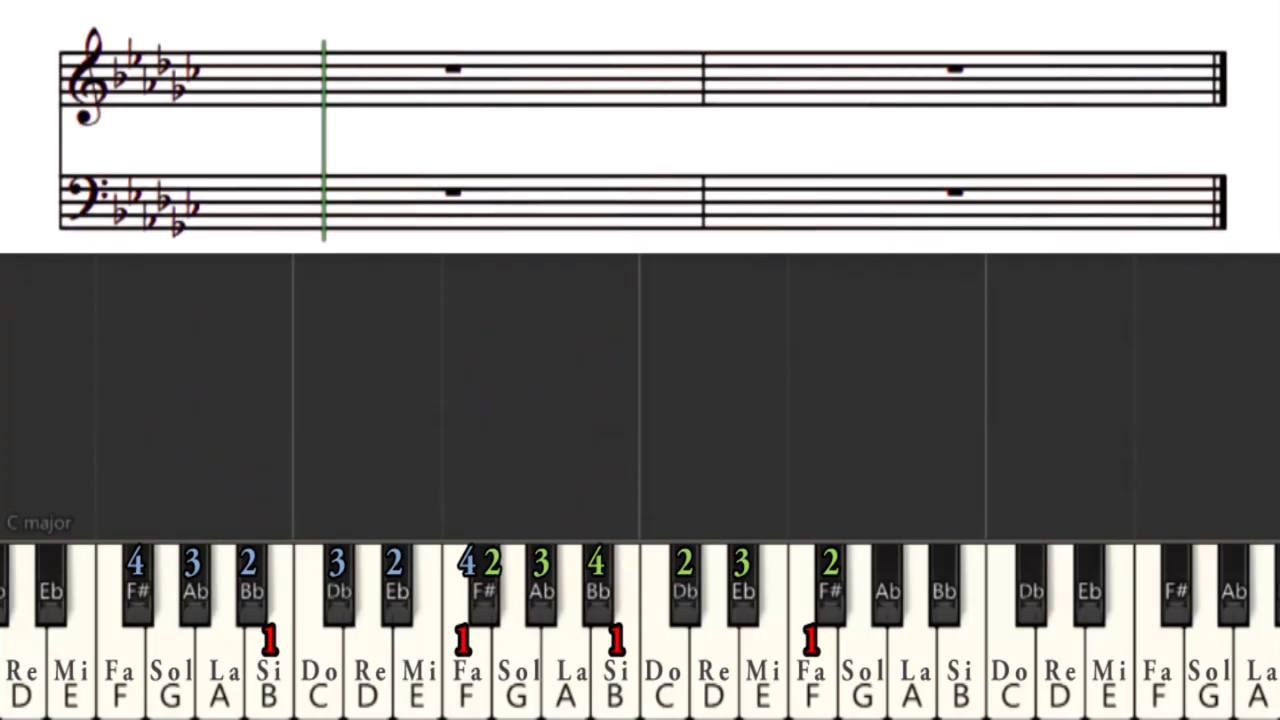 C major
4 3 2 3 2 4 2 3 4 2 3 2
Eb F# Ab Bb Db Eb F# Ab Bb Db Eb F# Ab Bb Db Eb F# Ab
1 1 1 1
Re Mi Fa Sol La Si Do Re Mi Fa Sol La Si Do Re Mi Fa Sol La Si Do Re Mi Fa Sol La
D E F G A B C D E F G A B C D E F G A B C D E F G A